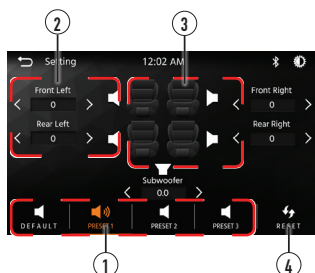 2
3
Setting 12:02 AM
Front Left
0
Front Right
0
Rear Left
0
Rear Right
0
Subwoofer
0.0
DEFAULT PRESET 1 PRESET 2 PRESET 3 RESET
1
4